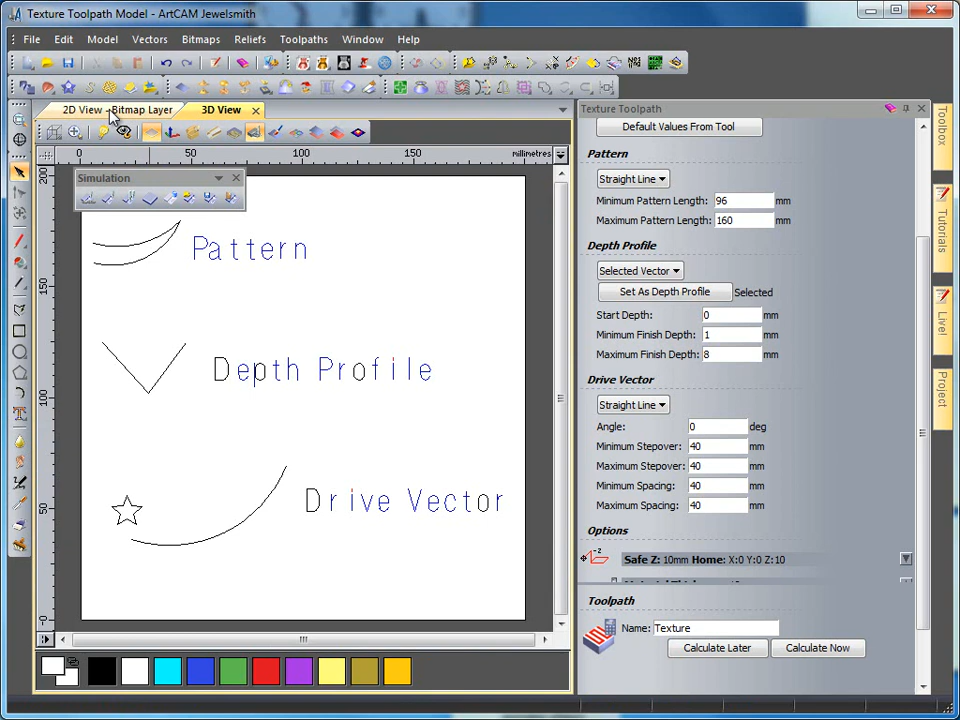 Texture Toolpath Model - ArtCAM Jewelsmith
File Edit Model Vectors Bitmaps Reliefs Toolpaths Window Help
2D View - Bitmap Layer 3D View
0 50 100 150 millimetres
Simulation
200
150
100
50
0
Pattern
Depth Profile
Drive Vector
Texture Toolpath
Default Values From Tool
Pattern
Straight Line
Minimum Pattern Length: 96 mm
Maximum Pattern Length: 160 mm
Depth Profile
Selected Vector
Set As Depth Profile Selected
Start Depth: 0 mm
Minimum Finish Depth: 1 mm
Maximum Finish Depth: 8 mm
Drive Vector
Straight Line
Angle: 0 deg
Minimum Stepover: 40 mm
Maximum Stepover: 40 mm
Minimum Spacing: 40 mm
Maximum Spacing: 40 mm
Options
Safe Z: 10mm Home: X:0 Y:0 Z:10
Toolpath
Name: Texture
Calculate Later Calculate Now
Toolbox
Tutorials
Live!
Project